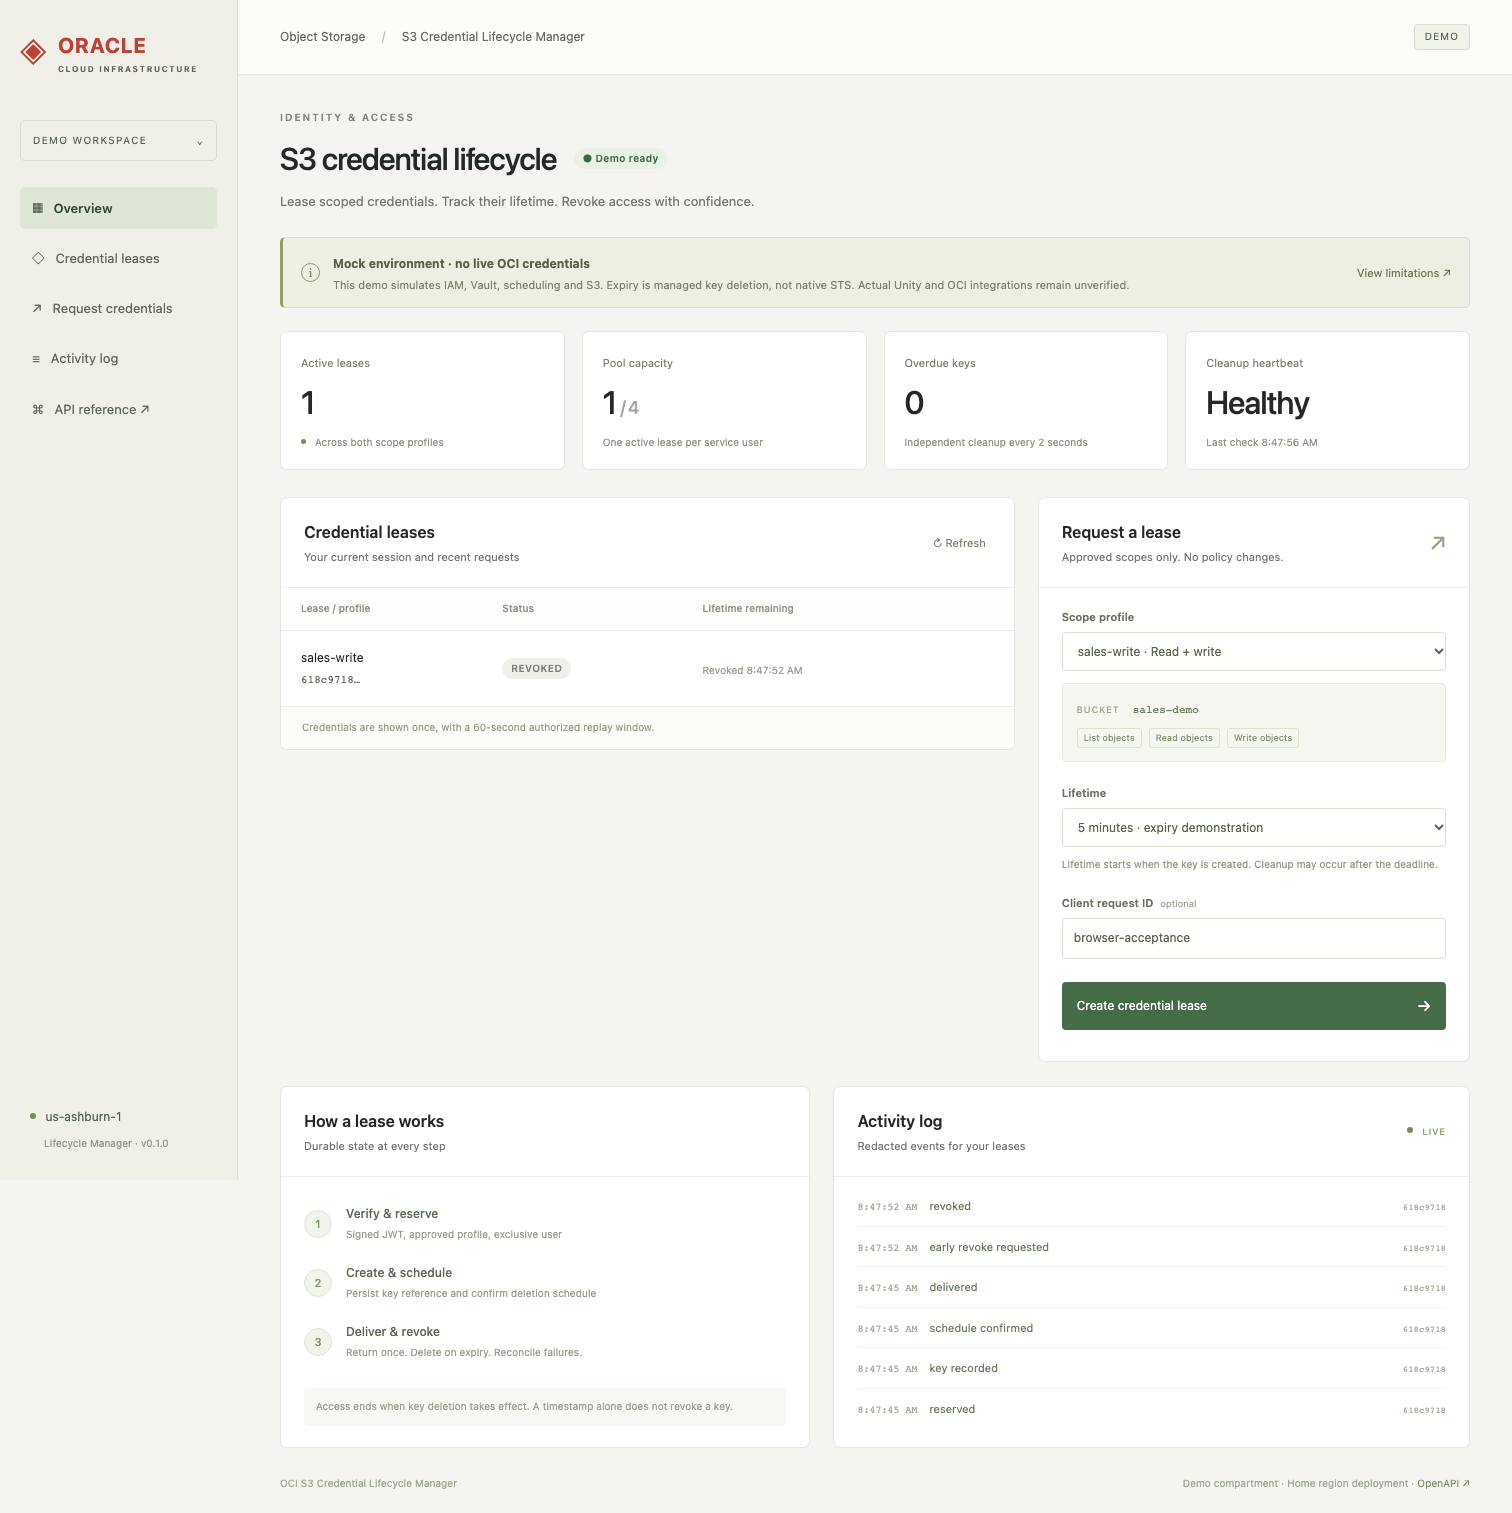 ORACLE
CLOUD INFRASTRUCTURE
DEMO WORKSPACE
Overview
Credential leases
Request credentials
Activity log
API reference ↗
us-ashburn-1
Lifecycle Manager · v0.1.0
Object Storage / S3 Credential Lifecycle Manager
DEMO
IDENTITY & ACCESS
S3 credential lifecycle
Demo ready
Lease scoped credentials. Track their lifetime. Revoke access with confidence.
Mock environment · no live OCI credentials
This demo simulates IAM, Vault, scheduling and S3. Expiry is managed key deletion, not native STS. Actual Unity and OCI integrations remain unverified.
View limitations ↗
Active leases
1
Across both scope profiles
Pool capacity
1/4
One active lease per service user
Overdue keys
0
Independent cleanup every 2 seconds
Cleanup heartbeat
Healthy
Last check 8:47:56 AM
Credential leases
Your current session and recent requests
↻ Refresh
Lease / profile Status Lifetime remaining
sales-write
618c9718…
REVOKED
Revoked 8:47:52 AM
Credentials are shown once, with a 60-second authorized replay window.
Request a lease
Approved scopes only. No policy changes.
Scope profile
sales-write · Read + write
BUCKET sales-demo
List objects Read objects Write objects
Lifetime
5 minutes · expiry demonstration
Lifetime starts when the key is created. Cleanup may occur after the deadline.
Client request ID optional
browser-acceptance
Create credential lease →
How a lease works
Durable state at every step
1 Verify & reserve
Signed JWT, approved profile, exclusive user
2 Create & schedule
Persist key reference and confirm deletion schedule
3 Deliver & revoke
Return once. Delete on expiry. Reconcile failures.
Access ends when key deletion takes effect. A timestamp alone does not revoke a key.
Activity log
Redacted events for your leases
LIVE
8:47:52 AM revoked 618c9718
8:47:52 AM early revoke requested 618c9718
8:47:45 AM delivered 618c9718
8:47:45 AM schedule confirmed 618c9718
8:47:45 AM key recorded 618c9718
8:47:45 AM reserved 618c9718
OCI S3 Credential Lifecycle Manager
Demo compartment · Home region deployment · OpenAPI ↗